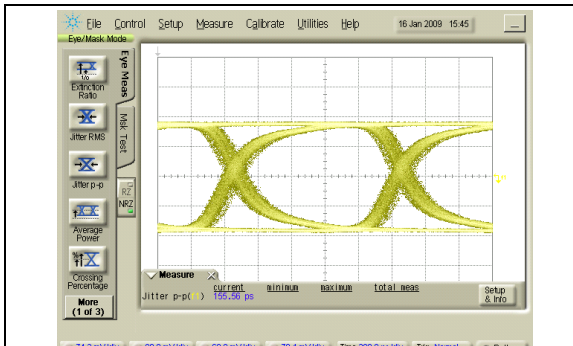 File Control Setup Measure Calibrate Utilities Help 16 Jan 2009 15:45
Eye/Mask Mode
Eye Meas
Msk Test
Extinction
Ratio
Jitter RMS
Jitter p-p
RZ
NRZ
Average
Power
Crossing
Percentage
More
(1 of 3)
Measure
current minimum maximum total meas
Jitter p-p( ) 155.56 ps
Setup
& Info